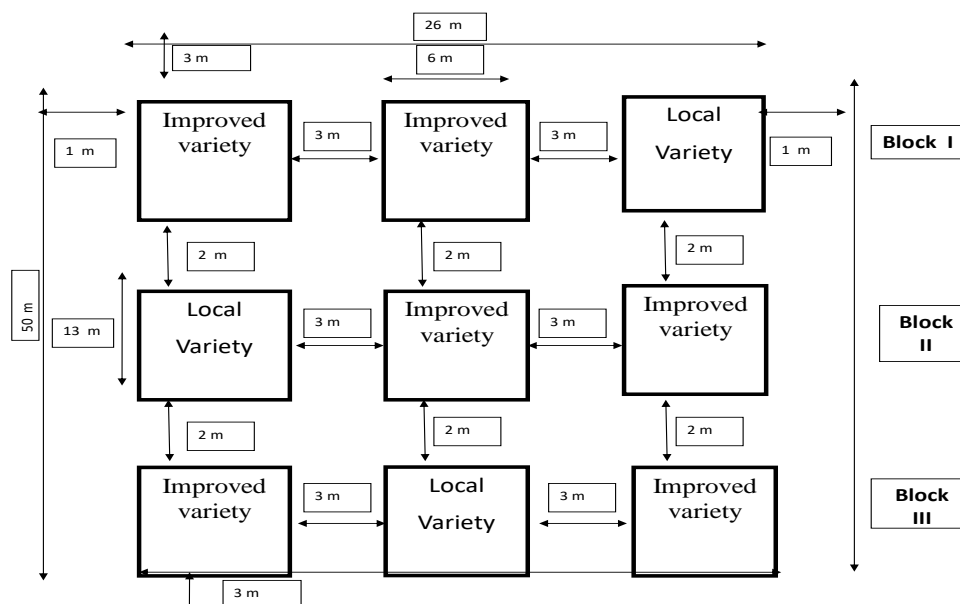 26 m
3 m
6 m
1 m
Improved
variety
3 m
Improved
variety
3 m
Local
Variety
1 m
Block I
2 m
2 m
2 m
50 m
13 m
Local
Variety
3 m
Improved
variety
3 m
Improved
variety
Block
II
2 m
2 m
2 m
Improved
variety
3 m
Local
Variety
3 m
Improved
variety
Block
III
3 m